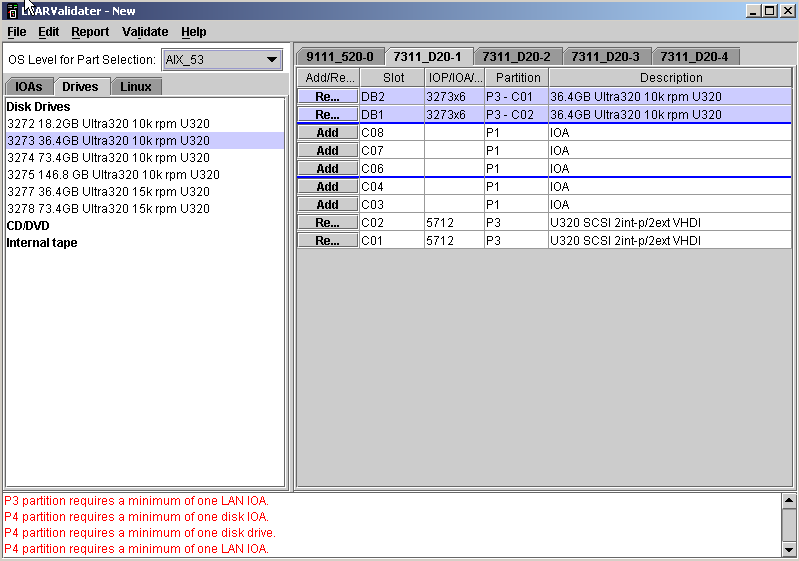 LVARValidater - New
File Edit Report Validate Help
OS Level for Part Selection: AIX_53
IOAs Drives Linux
Disk Drives
3272 18.2GB Ultra320 10k rpm U320
3273 36.4GB Ultra320 10k rpm U320
3274 73.4GB Ultra320 10k rpm U320
3275 146.8 GB Ultra320 10k rpm U320
3277 36.4GB Ultra320 15k rpm U320
3278 73.4GB Ultra320 15k rpm U320
CD/DVD
Internal tape
9111_520-0 7311_D20-1 7311_D20-2 7311_D20-3 7311_D20-4
Add/Re... Slot IOP/IOA/... Partition Description
Re... DB2 3273x6 P3 - C01 36.4GB Ultra320 10k rpm U320
Re... DB1 3273x6 P3 - C02 36.4GB Ultra320 10k rpm U320
Add C08 P1 IOA
Add C07 P1 IOA
Add C06 P1 IOA
Add C04 P1 IOA
Add C03 P1 IOA
Re... C02 5712 P3 U320 SCSI 2int-p/2ext VHDI
Re... C01 5712 P3 U320 SCSI 2int-p/2ext VHDI
P3 partition requires a minimum of one LAN IOA.
P4 partition requires a minimum of one disk IOA.
P4 partition requires a minimum of one disk drive.
P4 partition requires a minimum of one LAN IOA.